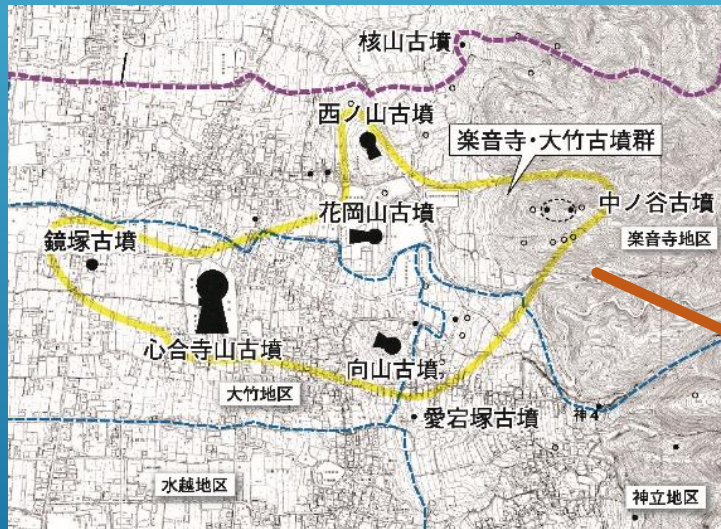 核山古墳
西ノ山古墳
楽音寺・大竹古墳群
花岡山古墳
中ノ谷古墳
鏡塚古墳
楽音寺地区
心合寺山古墳
向山古墳
大竹地区
愛宕塚古墳
神4
水越地区
神立地区